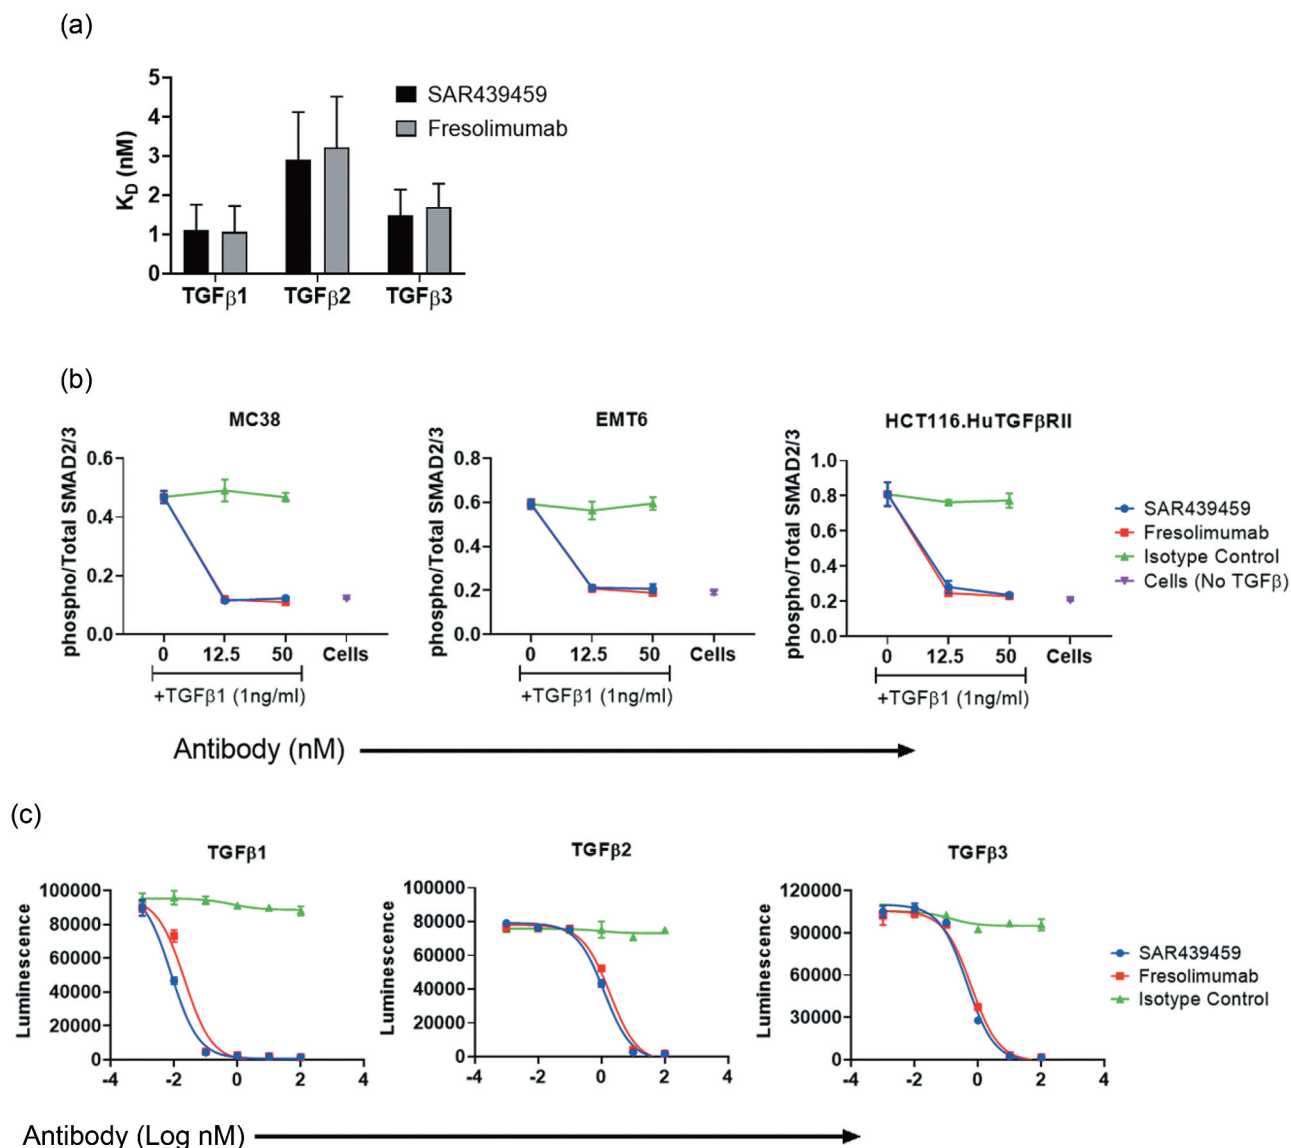 (a)
5
4
3
2
1
0
K_D (nM)
SAR439459
Fresolimumab
TGFβ1 TGFβ2 TGFβ3
(b)
MC38
phospho/Total SMAD2/3
0.6
0.4
0.2
0.0
0 12.5 50 Cells
+TGFβ1 (1ng/ml)
EMT6
phospho/Total SMAD2/3
0.8
0.6
0.4
0.2
0.0
0 12.5 50 Cells
+TGFβ1 (1ng/ml)
HCT116.HuTGFβRII
phospho/Total SMAD2/3
1.0
0.8
0.6
0.4
0.2
0.0
0 12.5 50 Cells
+TGFβ1 (1ng/ml)
SAR439459
Fresolimumab
Isotype Control
Cells (No TGFβ)
Antibody (nM)
(c)
TGFβ1
Luminescence
100000
80000
60000
40000
20000
0
-4 -2 0 2 4
TGFβ2
Luminescence
100000
80000
60000
40000
20000
0
-4 -2 0 2 4
TGFβ3
Luminescence
120000
90000
60000
30000
0
-4 -2 0 2 4
SAR439459
Fresolimumab
Isotype Control
Antibody (Log nM)